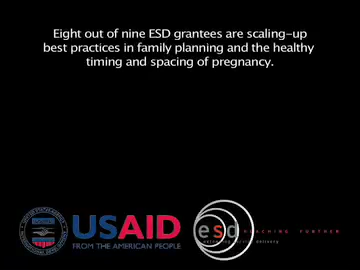 Eight out of nine ESD grantees are scaling-up
best practices in family planning and the healthy
timing and spacing of pregnancy.
USAID
FROM THE AMERICAN PEOPLE
esd
REACHING FURTHER
delivery